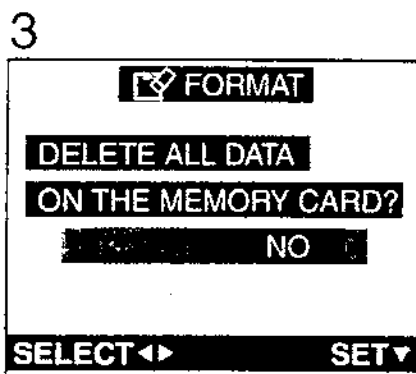 3
FORMAT
DELETE ALL DATA
ON THE MEMORY CARD?
NO
SELECT◀▶ SET▼